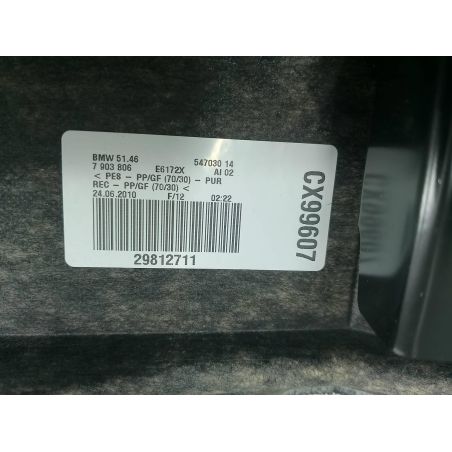 BMW 51.46
7 903 806 E6172X 547030 14
AI 02
< PE8 - PP/GF (70/30) - PUR
REC - PP/GF (70/30) <
24.06.2010 F/12 02:22
29812711
CX99607